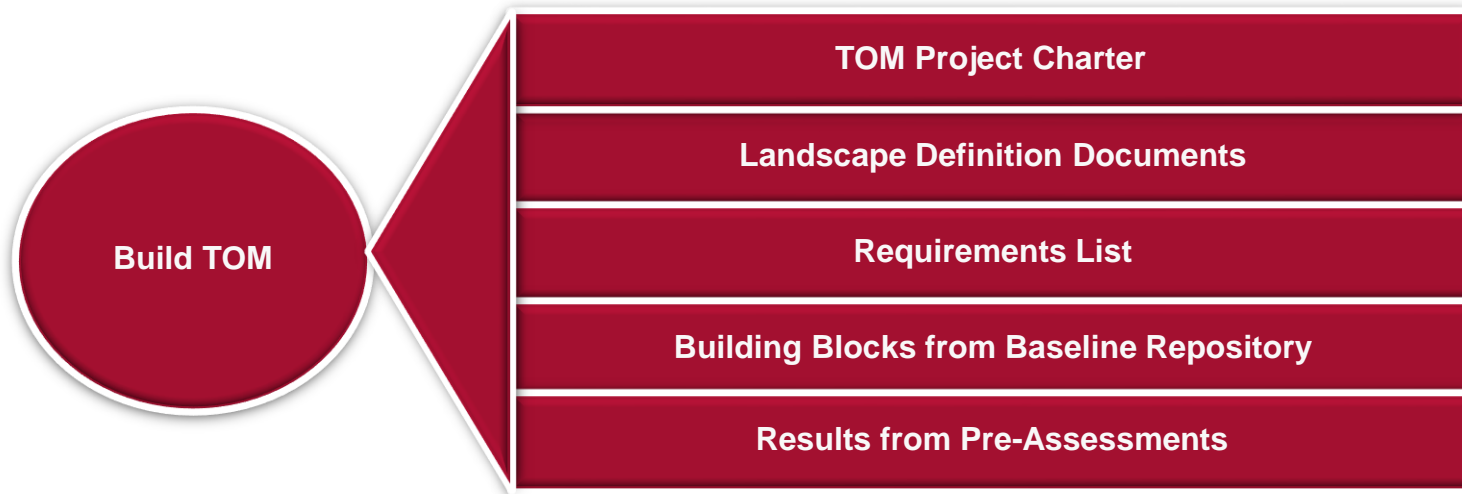 TOM Project Charter
Landscape Definition Documents
Build TOM
Requirements List
Building Blocks from Baseline Repository
Results from Pre-Assessments